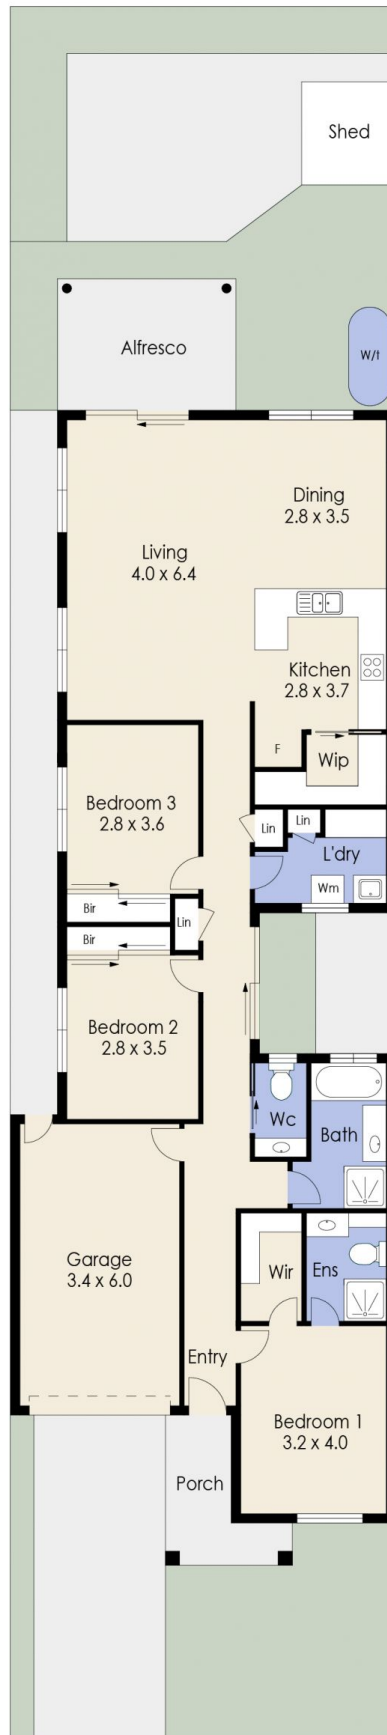 Shed
Alfresco
W/t
Dining
2.8 x 3.5
Living
4.0 x 6.4
Kitchen
2.8 x 3.7
F
Wip
Bedroom 3
2.8 x 3.6
Lin
Lin
L'dry
Wm
Bir
Lin
Bir
Bedroom 2
2.8 x 3.5
Wc
Bath
Garage
3.4 x 6.0
Wir
Ens
Entry
Bedroom 1
3.2 x 4.0
Porch